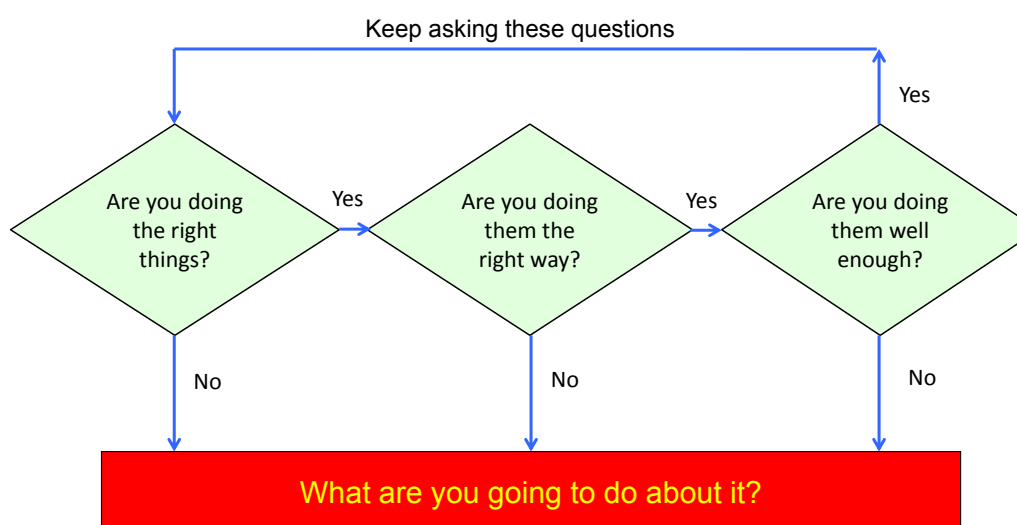 Keep asking these questions
Yes
Are you doing
the right
things?
Yes
Are you doing
them the
right way?
Yes
Are you doing
them well
enough?
No
No
No
What are you going to do about it?